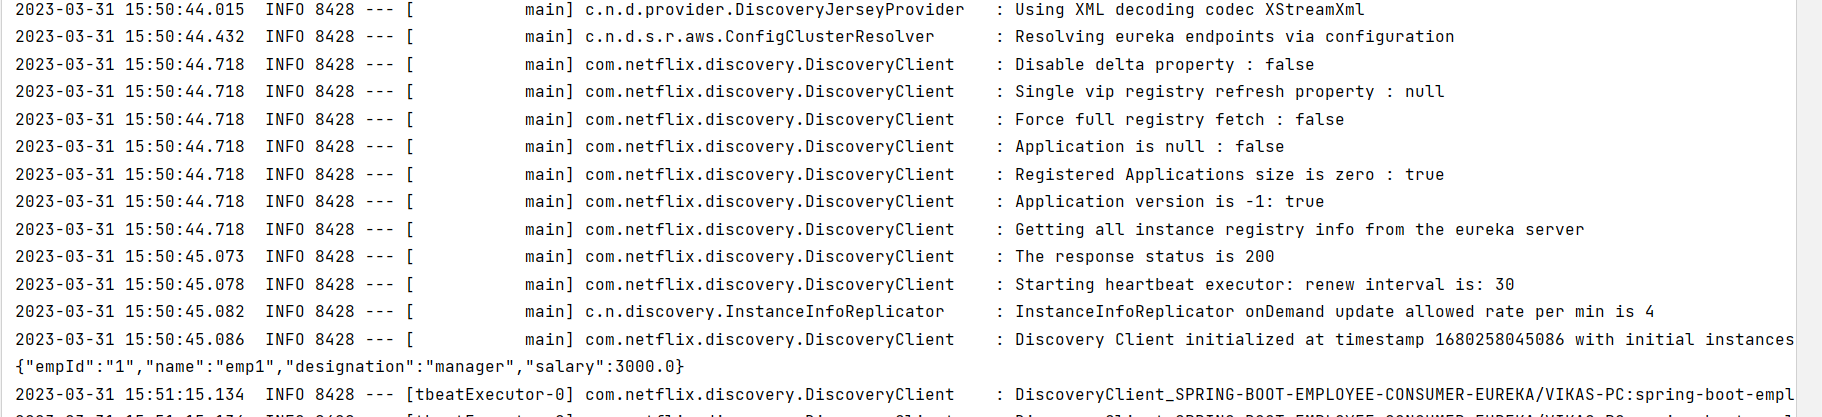 2023-03-31 15:50:44.015  INFO 8428 --- [           main] c.n.d.provider.DiscoveryJerseyProvider   : Using XML decoding codec XStreamXml
2023-03-31 15:50:44.432  INFO 8428 --- [           main] c.n.d.s.r.aws.ConfigClusterResolver      : Resolving eureka endpoints via configuration
2023-03-31 15:50:44.718  INFO 8428 --- [           main] com.netflix.discovery.DiscoveryClient    : Disable delta property : false
2023-03-31 15:50:44.718  INFO 8428 --- [           main] com.netflix.discovery.DiscoveryClient    : Single vip registry refresh property : null
2023-03-31 15:50:44.718  INFO 8428 --- [           main] com.netflix.discovery.DiscoveryClient    : Force full registry fetch : false
2023-03-31 15:50:44.718  INFO 8428 --- [           main] com.netflix.discovery.DiscoveryClient    : Application is null : false
2023-03-31 15:50:44.718  INFO 8428 --- [           main] com.netflix.discovery.DiscoveryClient    : Registered Applications size is zero : true
2023-03-31 15:50:44.718  INFO 8428 --- [           main] com.netflix.discovery.DiscoveryClient    : Application version is -1: true
2023-03-31 15:50:44.718  INFO 8428 --- [           main] com.netflix.discovery.DiscoveryClient    : Getting all instance registry info from the eureka server
2023-03-31 15:50:45.073  INFO 8428 --- [           main] com.netflix.discovery.DiscoveryClient    : The response status is 200
2023-03-31 15:50:45.078  INFO 8428 --- [           main] com.netflix.discovery.DiscoveryClient    : Starting heartbeat executor: renew interval is: 30
2023-03-31 15:50:45.082  INFO 8428 --- [           main] c.n.discovery.InstanceInfoReplicator     : InstanceInfoReplicator onDemand update allowed rate per min is 4
2023-03-31 15:50:45.086  INFO 8428 --- [           main] com.netflix.discovery.DiscoveryClient    : Discovery Client initialized at timestamp 1680258045086 with initial instances
{"empId":"1","name":"emp1","designation":"manager","salary":3000.0}
2023-03-31 15:51:15.134  INFO 8428 --- [tbeatExecutor-0] com.netflix.discovery.DiscoveryClient    : DiscoveryClient_SPRING-BOOT-EMPLOYEE-CONSUMER-EUREKA/VIKAS-PC:spring-boot-empl